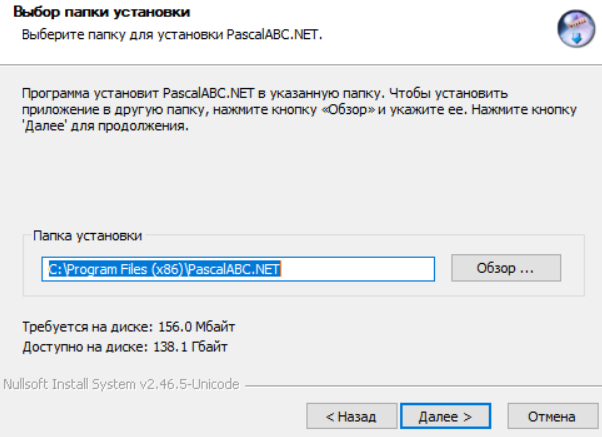 Выбор папки установки
Выберите папку для установки PascalABC.NET.
Программа установит PascalABC.NET в указанную папку. Чтобы установить
приложение в другую папку, нажмите кнопку «Обзор» и укажите ее. Нажмите кнопку
'Далее' для продолжения.
Папка установки
C:\Program Files (x86)\PascalABC.NET
Обзор ...
Требуется на диске: 156.0 Мбайт
Доступно на диске: 138.1 Гбайт
Nullsoft Install System v2.46.5-Unicode
< Назад Далее > Отмена